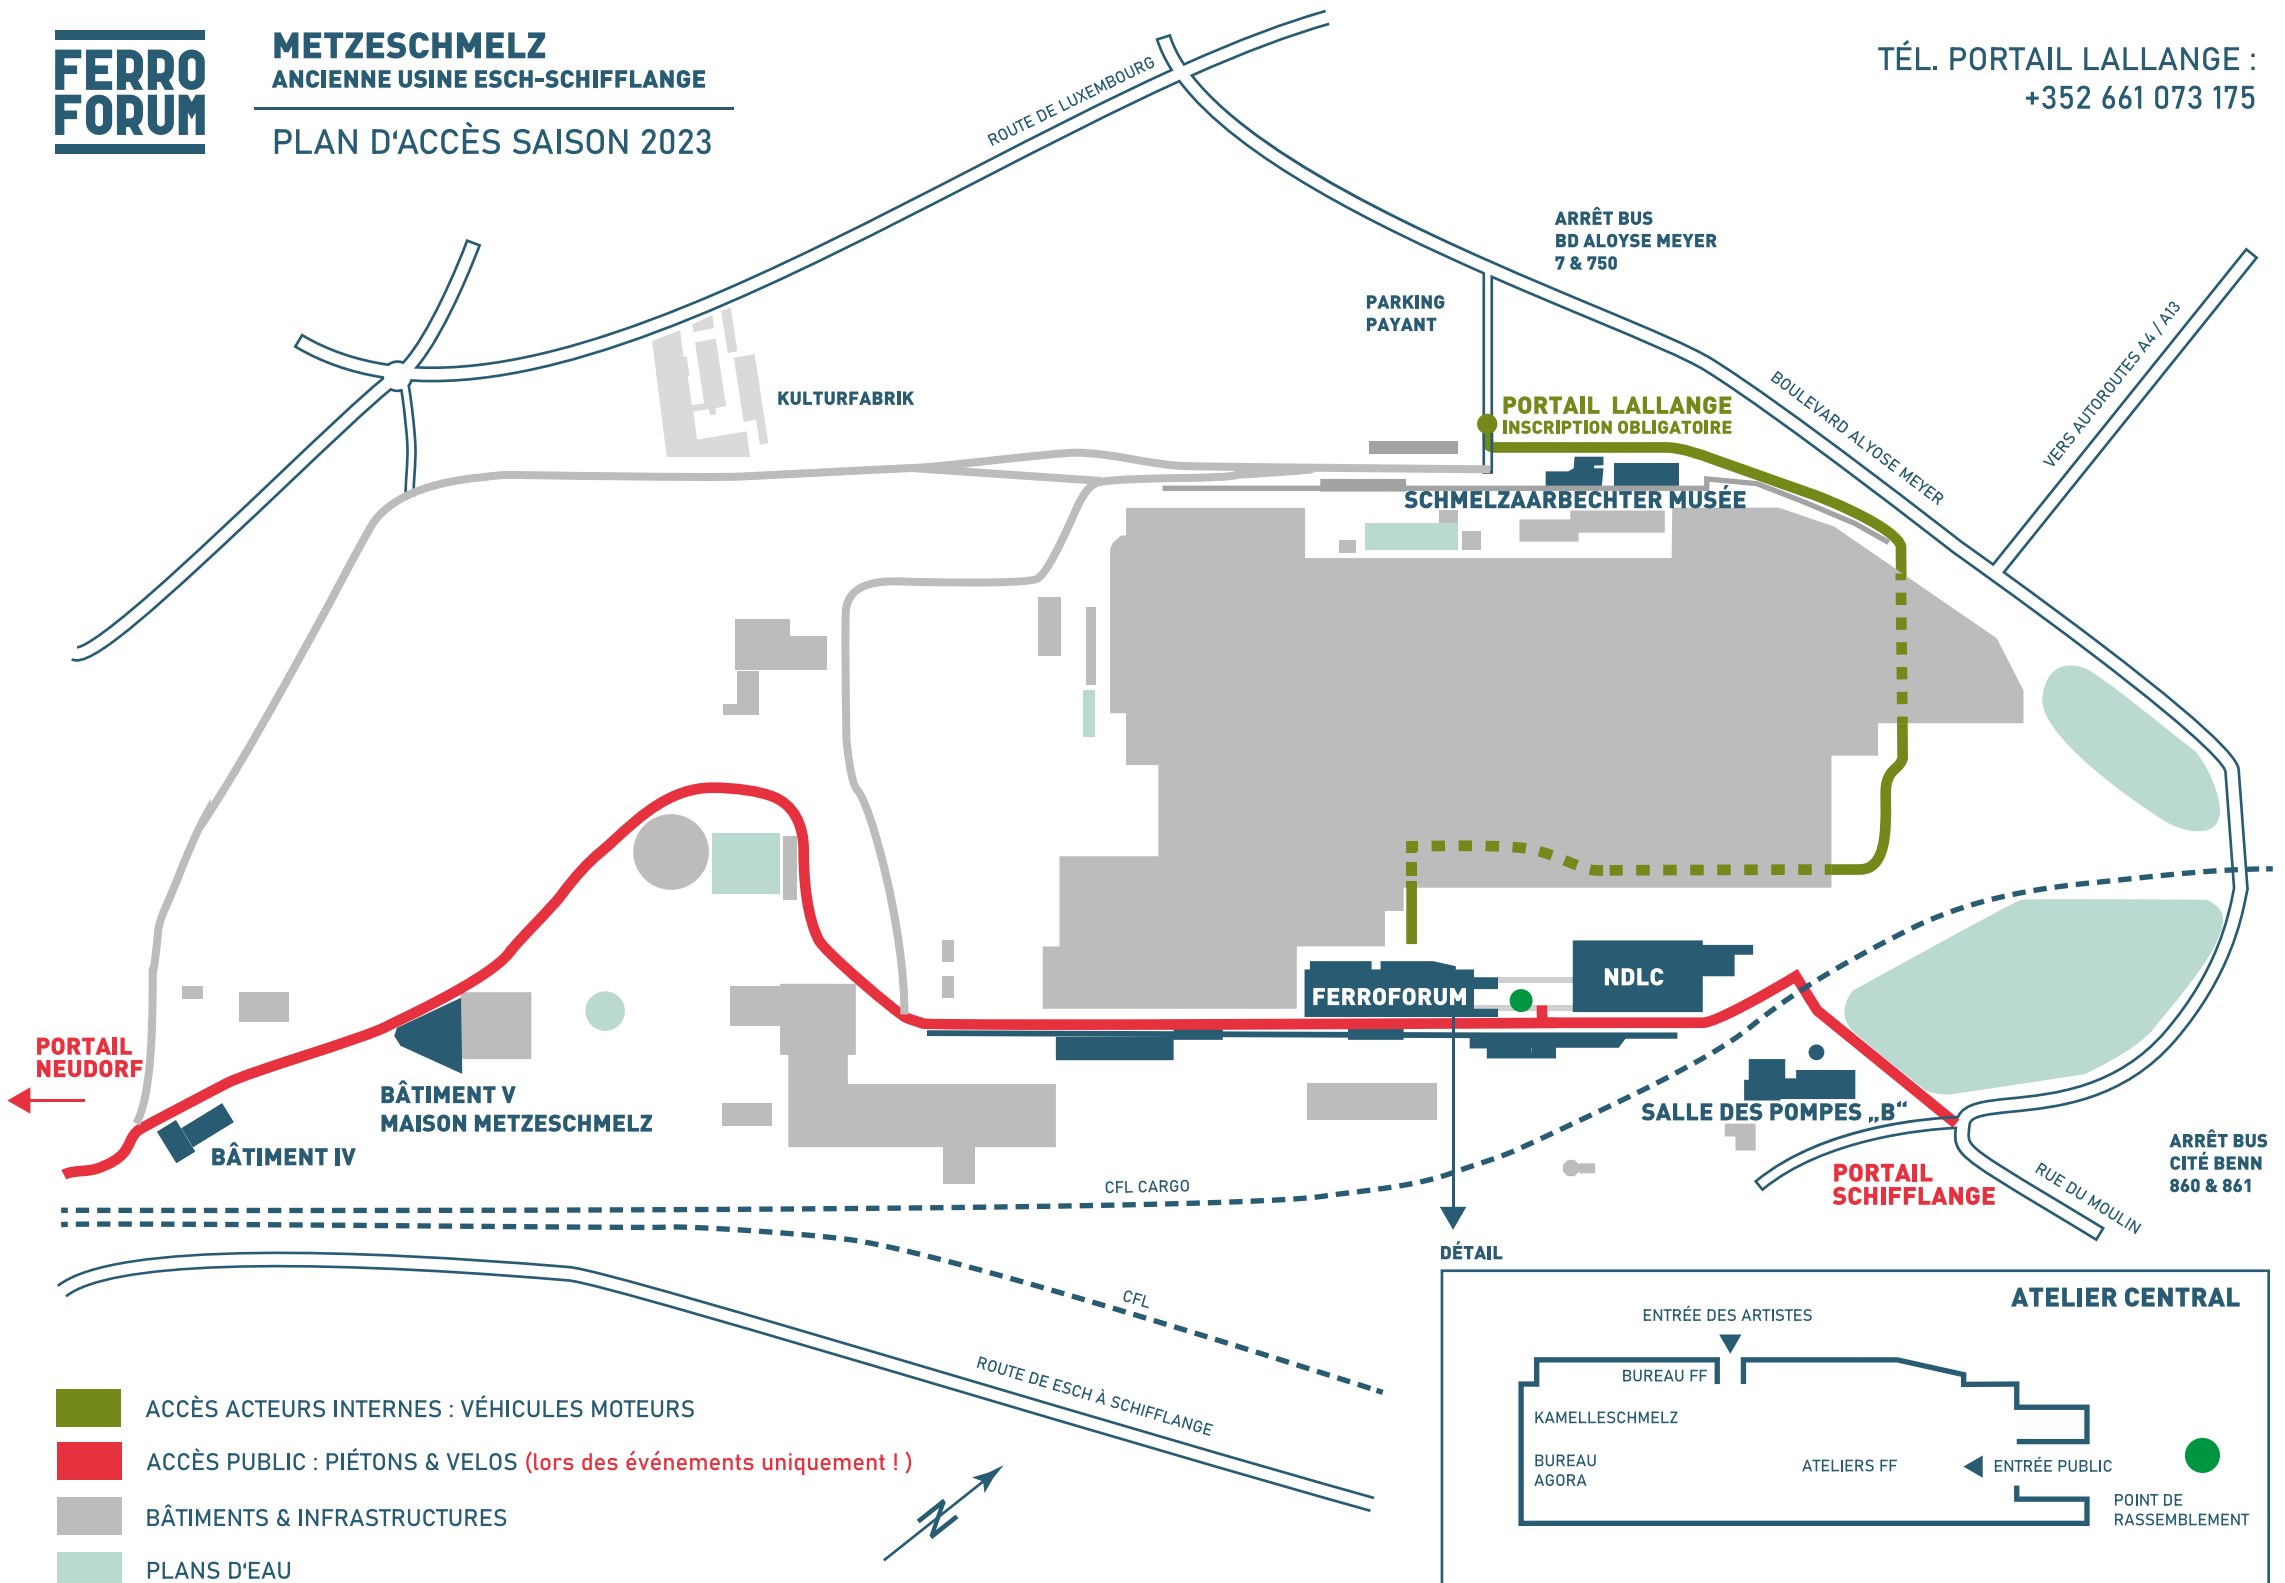 FERRO
FORUM
METZESCHMELZ
ANCIENNE USINE ESCH-SCHIFFLANGE
PLAN D'ACCÈS SAISON 2023
TÉL. PORTAIL LALLANGE :
+352 661 073 175
ROUTE DE LUXEMBOURG
ARRÊT BUS
BD ALOYSE MEYER
7 & 750
PARKING
PAYANT
VERS AUTOROUTES A4 / A13
KULTURFABRIK
PORTAIL LALLANGE
INSCRIPTION OBLIGATOIRE
BOULEVARD ALYOSE MEYER
SCHMELZAARBECHTER MUSÉE
FERROFORUM
NDLC
PORTAIL
NEUDORF
BÂTIMENT V
MAISON METZESCHMELZ
BÂTIMENT IV
SALLE DES POMPES „B“
PORTAIL
SCHIFFLANGE
RUE DU MOULIN
ARRÊT BUS
CITÉ BENN
860 & 861
CFL CARGO
CFL
ROUTE DE ESCH À SCHIFFLANGE
DÉTAIL
ATELIER CENTRAL
ENTRÉE DES ARTISTES
BUREAU FF
KAMELLESCHMELZ
BUREAU
AGORA
ATELIERS FF
ENTRÉE PUBLIC
POINT DE
RASSEMBLEMENT
ACCÈS ACTEURS INTERNES : VÉHICULES MOTEURS
ACCÈS PUBLIC : PIÉTONS & VELOS (lors des événements uniquement ! )
BÂTIMENTS & INFRASTRUCTURES
PLANS D'EAU
N